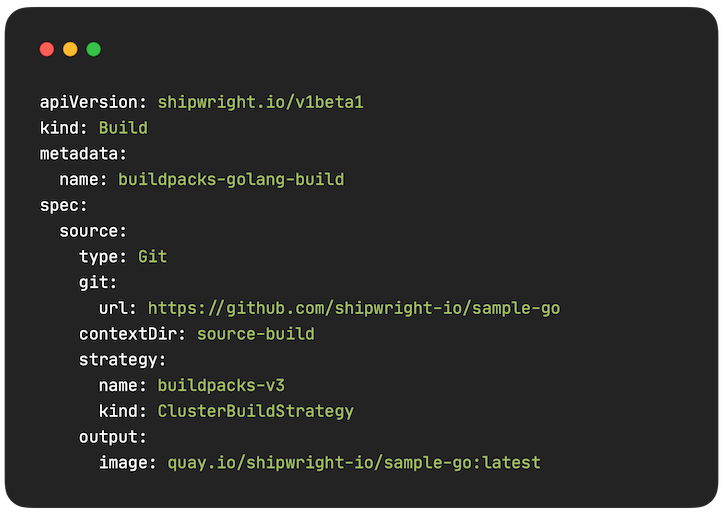 apiVersion: shipwright.io/v1beta1
kind: Build
metadata:
  name: buildpacks-golang-build
spec:
  source:
    type: Git
    git:
      url: https://github.com/shipwright-io/sample-go
    contextDir: source-build
    strategy:
      name: buildpacks-v3
      kind: ClusterBuildStrategy
    output:
      image: quay.io/shipwright-io/sample-go:latest